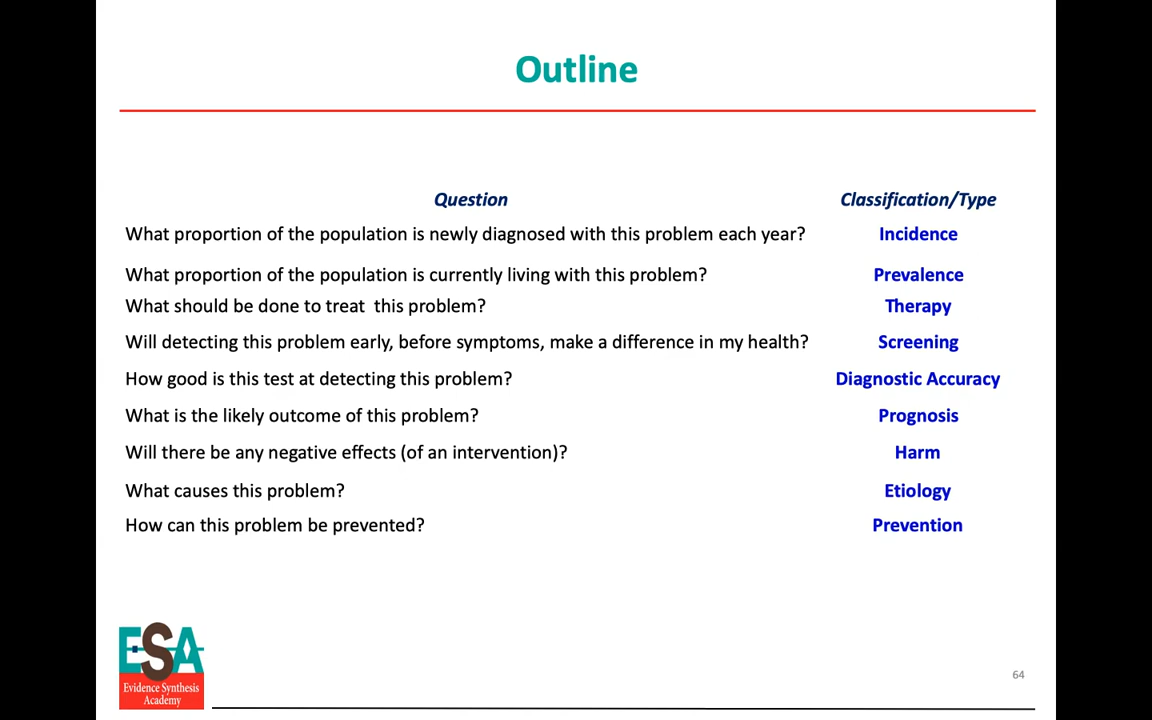 Outline
Question Classification/Type
What proportion of the population is newly diagnosed with this problem each year? Incidence
What proportion of the population is currently living with this problem? Prevalence
What should be done to treat  this problem? Therapy
Will detecting this problem early, before symptoms, make a difference in my health? Screening
How good is this test at detecting this problem? Diagnostic Accuracy
What is the likely outcome of this problem? Prognosis
Will there be any negative effects (of an intervention)? Harm
What causes this problem? Etiology
How can this problem be prevented? Prevention
ESA
Evidence Synthesis
Academy
64